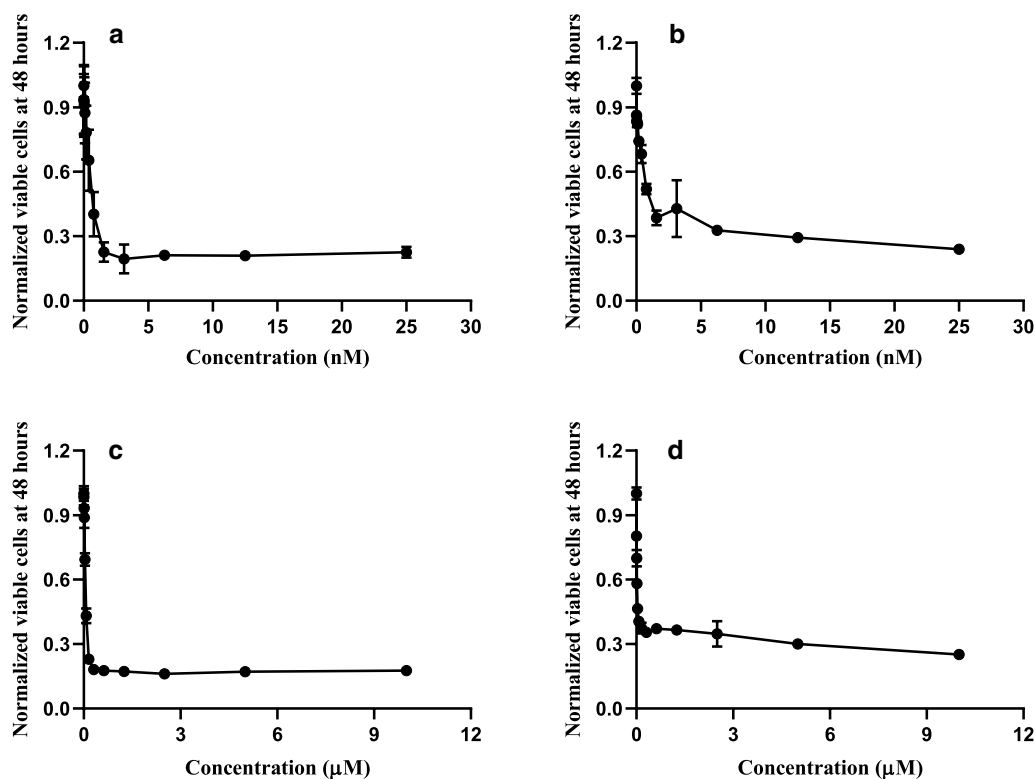 a
1.2
0.9
0.6
0.3
0.0
Normalized viable cells at 48 hours
0 5 10 15 20 25 30
Concentration (nM)
b
1.2
0.9
0.6
0.3
0.0
Normalized viable cells at 48 hours
0 5 10 15 20 25 30
Concentration (nM)
c
1.2
0.9
0.6
0.3
0.0
Normalized viable cells at 48 hours
0 3 6 9 12
Concentration (μM)
d
1.2
0.9
0.6
0.3
0.0
Normalized viable cells at 48 hours
0 3 6 9 12
Concentration (μM)